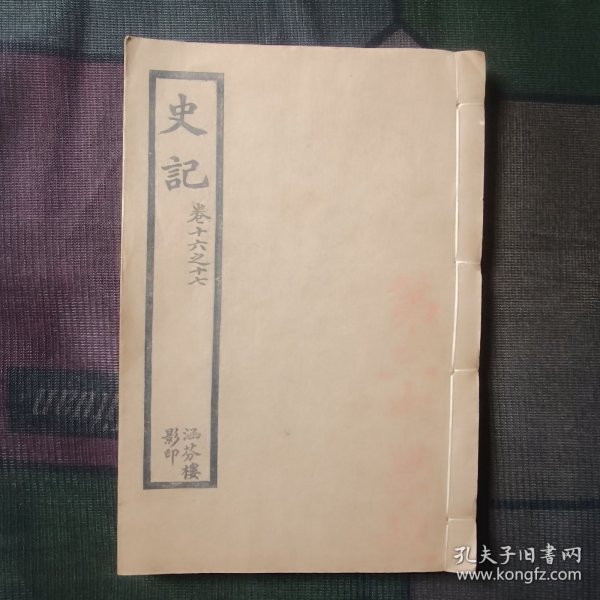 史記
卷十六之十七
涵芬樓
影印
孔夫子旧书网
www.kongfz.com